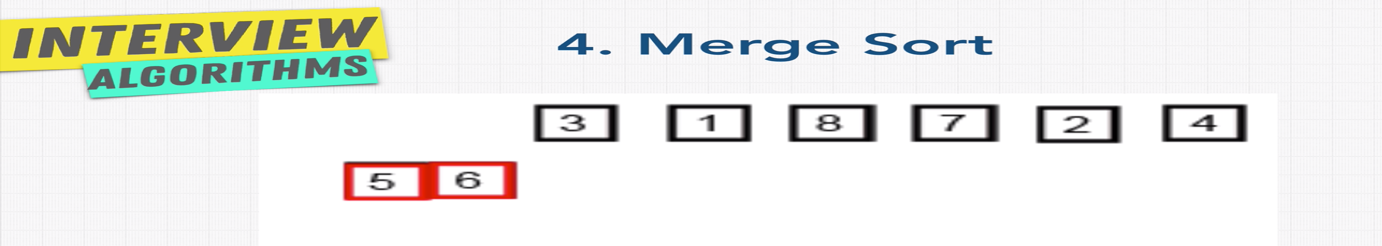 INTERVIEW
ALGORITHMS
4. Merge Sort
3 1 8 7 2 4
5 6